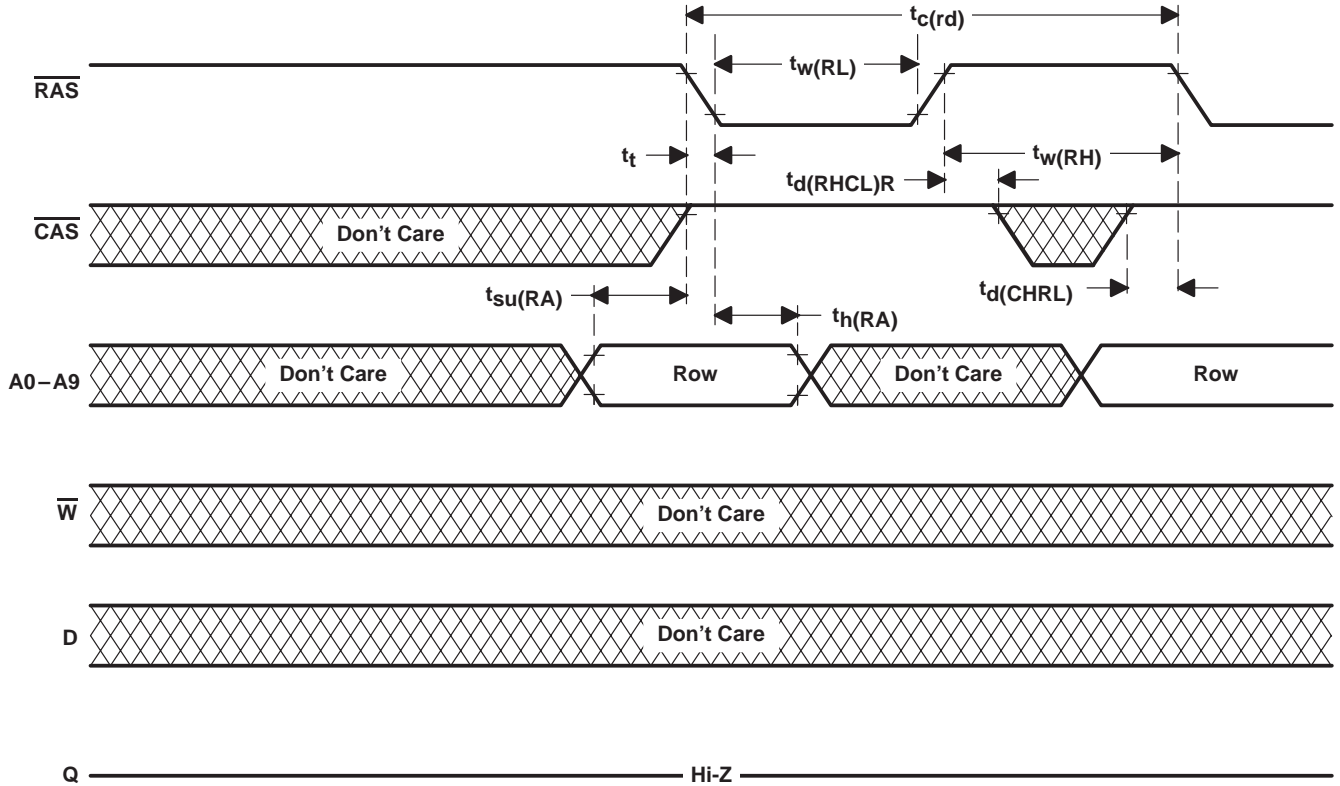 tc(rd)
RAS
tw(RL)
tt
tw(RH)
td(RHCL)R
CAS
Don't Care
tsu(RA)
td(CHRL)
th(RA)
A0–A9
Don't Care
Row
Don't Care
Row
W
Don't Care
D
Don't Care
Q
Hi-Z